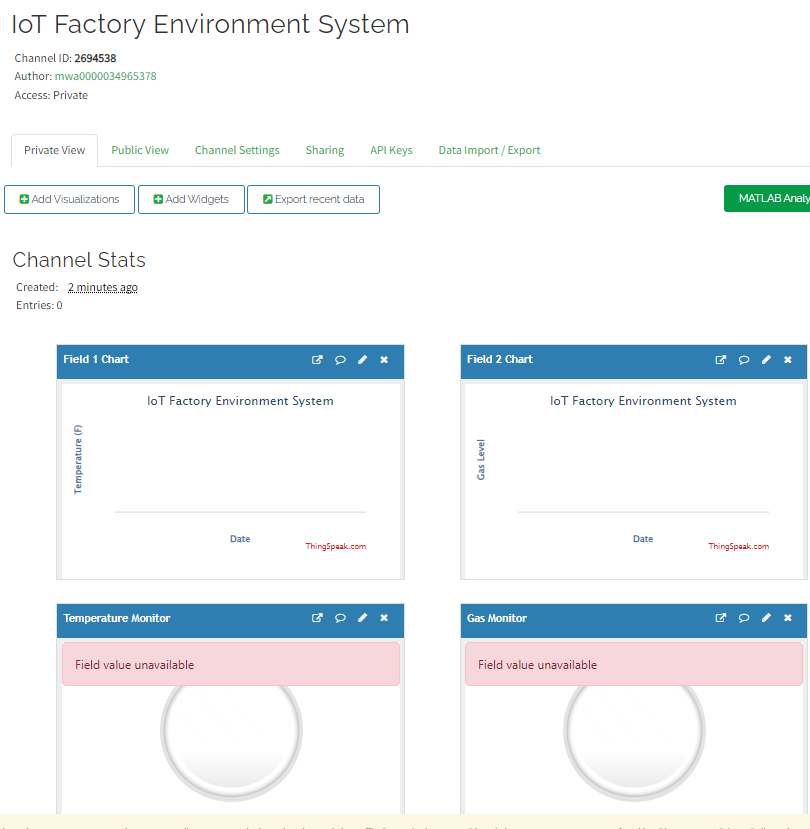 IoT Factory Environment System
Channel ID: 2694538
Author: mwa0000034965378
Access: Private
Private View Public View Channel Settings Sharing API Keys Data Import / Export
Add Visualizations Add Widgets Export recent data MATLAB Analy
Channel Stats
Created: 2 minutes ago
Entries: 0
Field 1 Chart
IoT Factory Environment System
Temperature (F)
Date
ThingSpeak.com
Field 2 Chart
IoT Factory Environment System
Gas Level
Date
ThingSpeak.com
Temperature Monitor
Field value unavailable
Gas Monitor
Field value unavailable